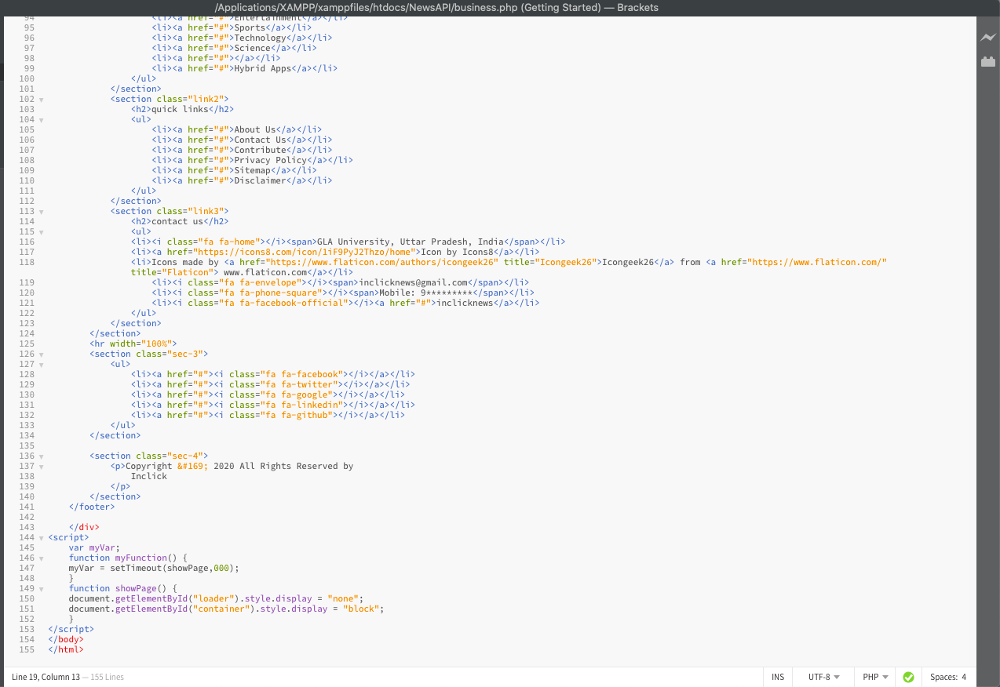 /Applications/XAMPP/xamppfiles/htdocs/NewsAPI/business.php (Getting Started) — Brackets
94 <li><a href="#">Entertainment</a></li>
95 <li><a href="#">Sports</a></li>
96 <li><a href="#">Technology</a></li>
97 <li><a href="#">Science</a></li>
98 <li><a href="#"></a></li>
99 <li><a href="#">Hybrid Apps</a></li>
100 </ul>
101 </section>
102 <section class="link2">
103 <h2>quick links</h2>
104 <ul>
105 <li><a href="#">About Us</a></li>
106 <li><a href="#">Contact Us</a></li>
107 <li><a href="#">Contribute</a></li>
108 <li><a href="#">Privacy Policy</a></li>
109 <li><a href="#">Sitemap</a></li>
110 <li><a href="#">Disclaimer</a></li>
111 </ul>
112 </section>
113 <section class="link3">
114 <h2>contact us</h2>
115 <ul>
116 <li><i class="fa fa-home"></i><span>GLA University, Uttar Pradesh, India</span></li>
117 <li><a href="https://icons8.com/icon/1iF9PyJ2Thzo/home">Icon by Icons8</a></li>
118 <li>Icons made by <a href="https://www.flaticon.com/authors/icongeek26" title="Icongeek26">Icongeek26</a> from <a href="https://www.flaticon.com/"
title="Flaticon"> www.flaticon.com</a></li>
119 <li><i class="fa fa-envelope"></i><span>inclicknews@gmail.com</span></li>
120 <li><i class="fa fa-phone-square"></i><span>Mobile: 9*********</span></li>
121 <li><i class="fa fa-facebook-official"></i><a href="#">inclicknews</a></li>
122 </ul>
123 </section>
124 </section>
125 <hr width="100%">
126 <section class="sec-3">
127 <ul>
128 <li><a href="#"><i class="fa fa-facebook"></i></a></li>
129 <li><a href="#"><i class="fa fa-twitter"></i></a></li>
130 <li><a href="#"><i class="fa fa-google"></i></a></li>
131 <li><a href="#"><i class="fa fa-linkedin"></i></a></li>
132 <li><a href="#"><i class="fa fa-github"></i></a></li>
133 </ul>
134 </section>
135
136 <section class="sec-4">
137 <p>Copyright &#169; 2020 All Rights Reserved by
138 Inclick
139 </p>
140 </section>
141 </footer>
142
143 </div>
144 <script>
145 var myVar;
146 function myFunction() {
147 myVar = setTimeout(showPage,000);
148 }
149 function showPage() {
150 document.getElementById("loader").style.display = "none";
151 document.getElementById("container").style.display = "block";
152 }
153 </script>
154 </body>
155 </html>
Line 19, Column 13 — 155 Lines
INS UTF-8 PHP Spaces: 4